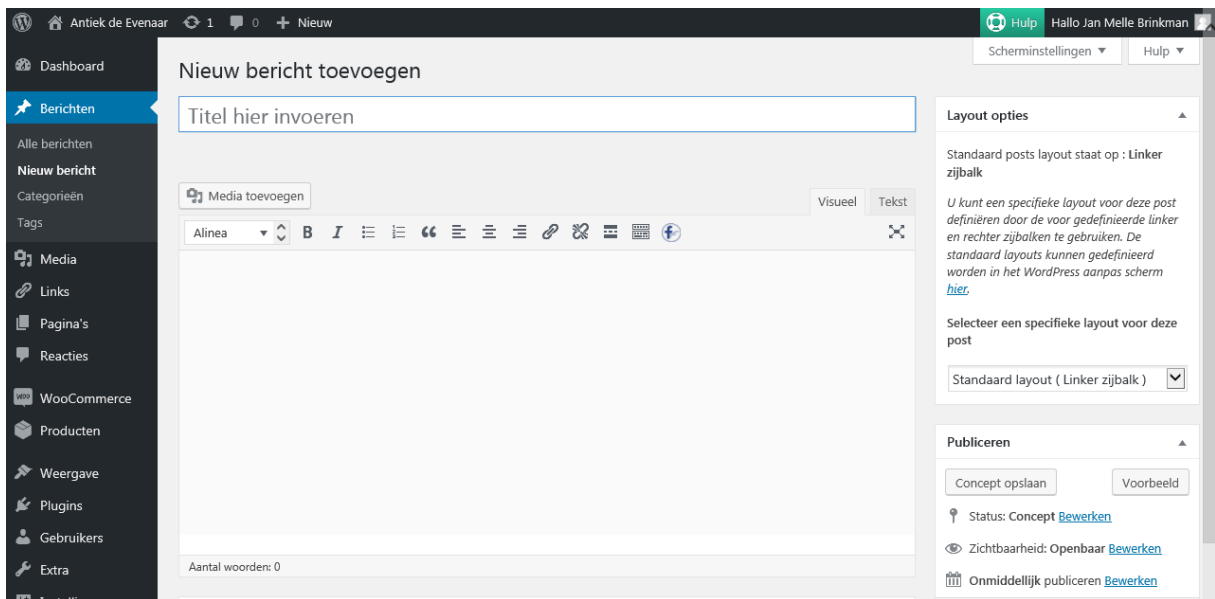 Antiek de Evenaar 1 0 + Nieuw Hulp Hallo Jan Melle Brinkman
Scherminstellingen Hulp
Dashboard
Berichten
Alle berichten
Nieuw bericht
Categorieën
Tags
Media
Links
Pagina's
Reacties
WooCommerce
Producten
Weergave
Plugins
Gebruikers
Extra
Nieuw bericht toevoegen
Titel hier invoeren
Media toevoegen
Visueel Tekst
Alinea
Aantal woorden: 0
Layout opties
Standaard posts layout staat op : Linker
zijbalk
U kunt een specifieke layout voor deze post
definiëren door de voor gedefinieerde linker
en rechter zijbalken te gebruiken. De
standaard layouts kunnen gedefinieerd
worden in het WordPress aanpas scherm
hier.
Selecteer een specifieke layout voor deze
post
Standaard layout ( Linker zijbalk )
Publiceren
Concept opslaan Voorbeeld
Status: Concept Bewerken
Zichtbaarheid: Openbaar Bewerken
Onmiddellijk publiceren Bewerken